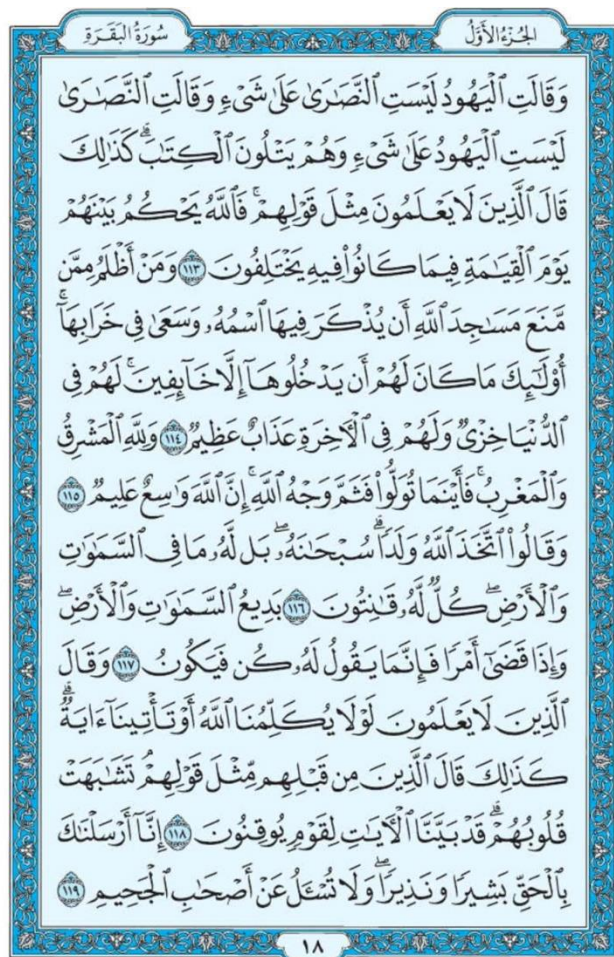 الجُزْءُ الأَوَّلُ
سُورَةُ البَقَرَةِ
وَقَالَتِ ٱلْيَهُودُ لَيْسَتِ ٱلنَّصَٰرَىٰ عَلَىٰ شَىْءٍ وَقَالَتِ ٱلنَّصَٰرَىٰ
لَيْسَتِ ٱلْيَهُودُ عَلَىٰ شَىْءٍ وَهُمْ يَتْلُونَ ٱلْكِتَٰبَۗ كَذَٰلِكَ
قَالَ ٱلَّذِينَ لَا يَعْلَمُونَ مِثْلَ قَوْلِهِمْۚ فَٱللَّهُ يَحْكُمُ بَيْنَهُمْ
يَوْمَ ٱلْقِيَٰمَةِ فِيمَا كَانُوا۟ فِيهِ يَخْتَلِفُونَ ١١٣ وَمَنْ أَظْلَمُ مِمَّن
مَّنَعَ مَسَٰجِدَ ٱللَّهِ أَن يُذْكَرَ فِيهَا ٱسْمُهُۥ وَسَعَىٰ فِى خَرَابِهَآۚ
أُو۟لَٰٓئِكَ مَا كَانَ لَهُمْ أَن يَدْخُلُوهَآ إِلَّا خَآئِفِينَۚ لَهُمْ فِى
ٱلدُّنْيَا خِزْىٌ وَلَهُمْ فِى ٱلْءَاخِرَةِ عَذَابٌ عَظِيمٌ ١١٤ وَلِلَّهِ ٱلْمَشْرِقُ
وَٱلْمَغْرِبُۚ فَأَيْنَمَا تُوَلُّوا۟ فَثَمَّ وَجْهُ ٱللَّهِۚ إِنَّ ٱللَّهَ وَٰسِعٌ عَلِيمٌ ١١٥
وَقَالُوا۟ ٱتَّخَذَ ٱللَّهُ وَلَدًاۗ سُبْحَٰنَهُۥۖ بَل لَّهُۥ مَا فِى ٱلسَّمَٰوَٰتِ
وَٱلْأَرْضِۖ كُلٌّ لَّهُۥ قَٰنِتُونَ ١١٦ بَدِيعُ ٱلسَّمَٰوَٰتِ وَٱلْأَرْضِۖ
وَإِذَا قَضَىٰٓ أَمْرًا فَإِنَّمَا يَقُولُ لَهُۥ كُن فَيَكُونُ ١١٧ وَقَالَ
ٱلَّذِينَ لَا يَعْلَمُونَ لَوْلَا يُكَلِّمُنَا ٱللَّهُ أَوْ تَأْتِينَآ ءَايَةٌۗ
كَذَٰلِكَ قَالَ ٱلَّذِينَ مِن قَبْلِهِم مِّثْلَ قَوْلِهِمْۘ تَشَٰبَهَتْ
قُلُوبُهُمْۗ قَدْ بَيَّنَّا ٱلْءَايَٰتِ لِقَوْمٍ يُوقِنُونَ ١١٨ إِنَّآ أَرْسَلْنَٰكَ
بِٱلْحَقِّ بَشِيرًا وَنَذِيرًاۖ وَلَا تُسْـَٔلُ عَنْ أَصْحَٰبِ ٱلْجَحِيمِ ١١٩
١٨